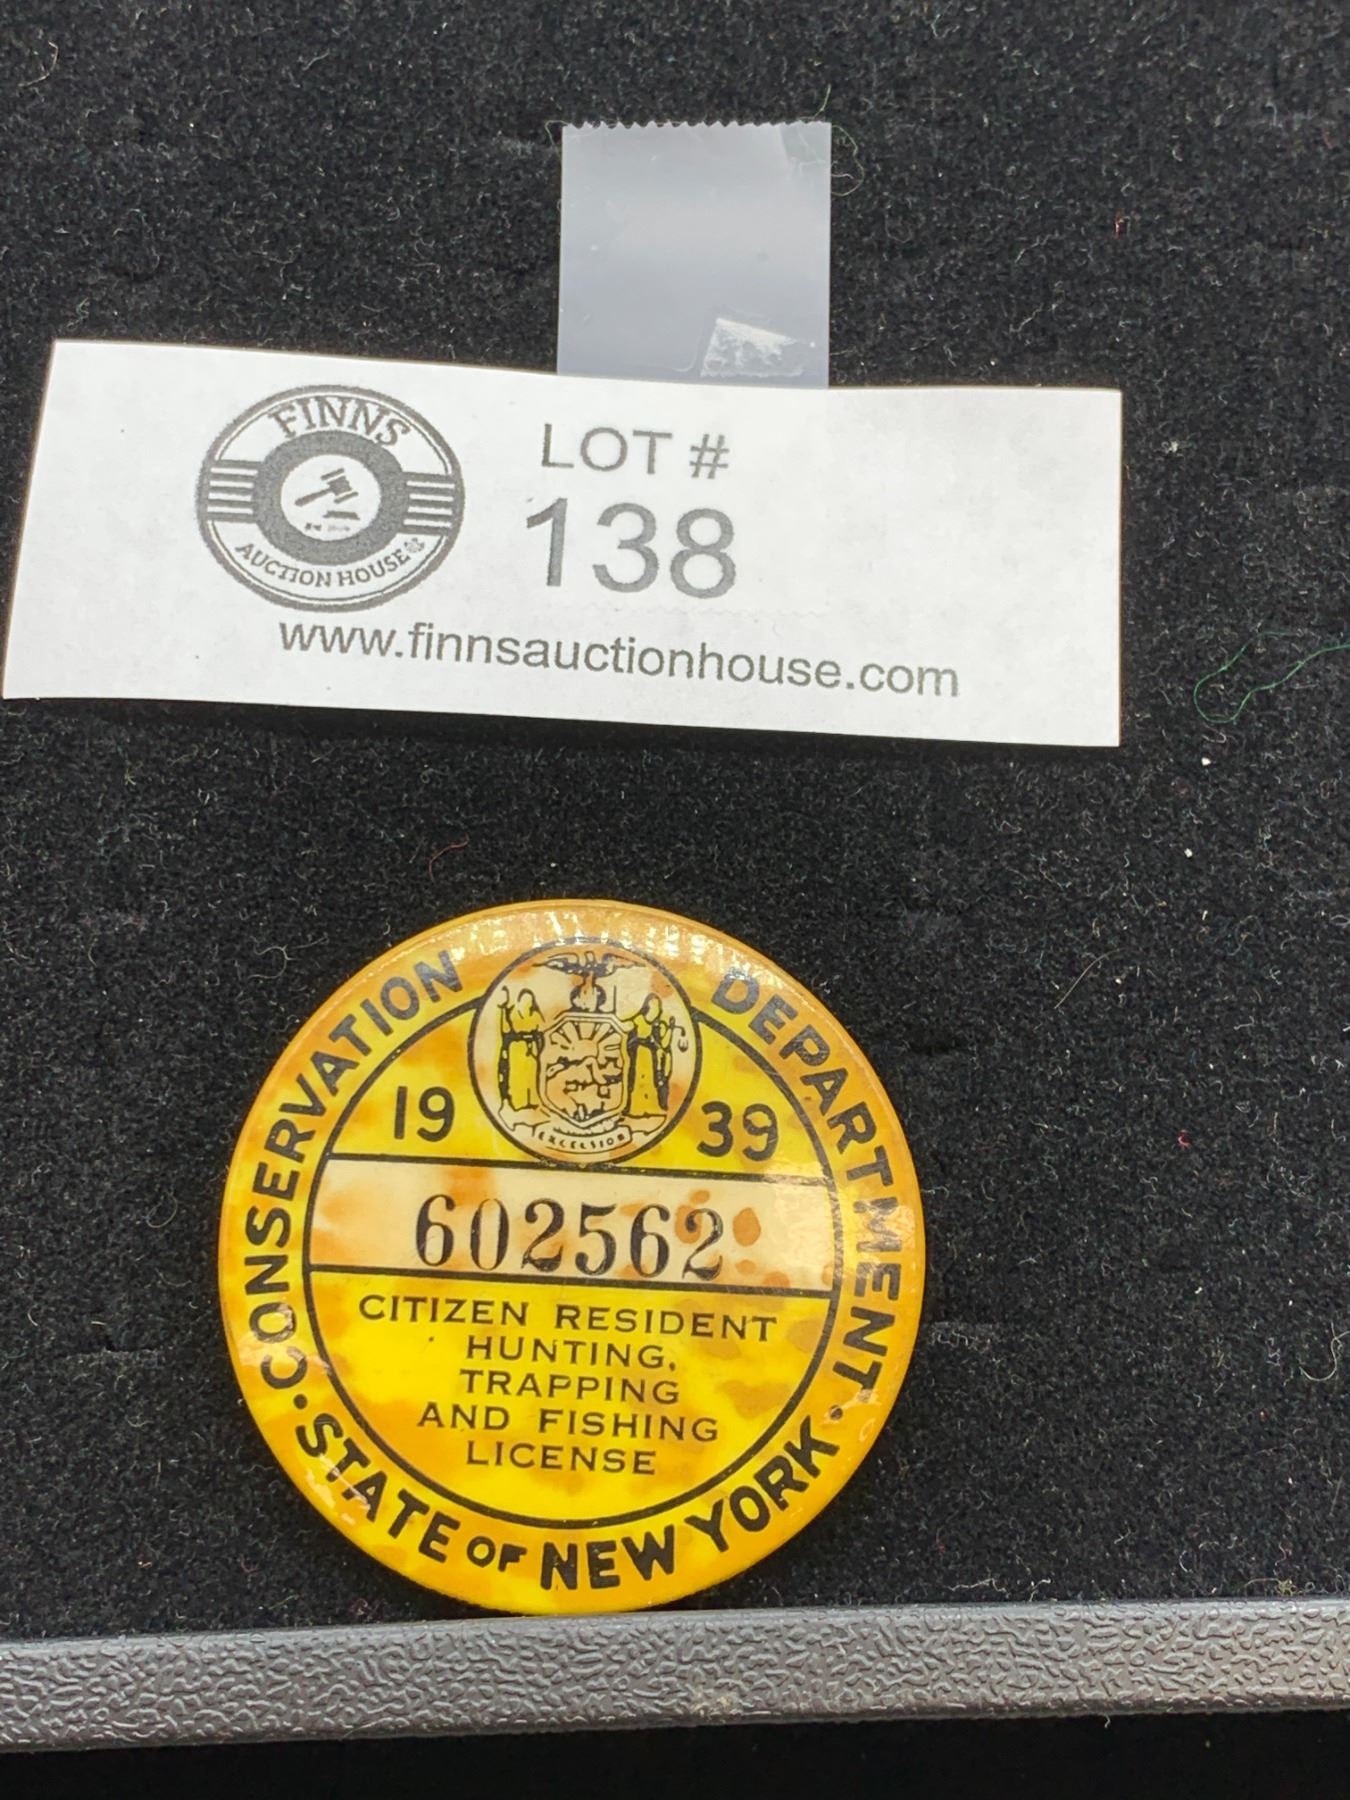 FINNS
AUCTION HOUSE
LOT #
138
www.finnsauctionhouse.com
CONSERVATION DEPARTMENT
19 39
EXCELSIOR
602562
CITIZEN RESIDENT
HUNTING,
TRAPPING
AND FISHING
LICENSE
STATE OF NEW YORK